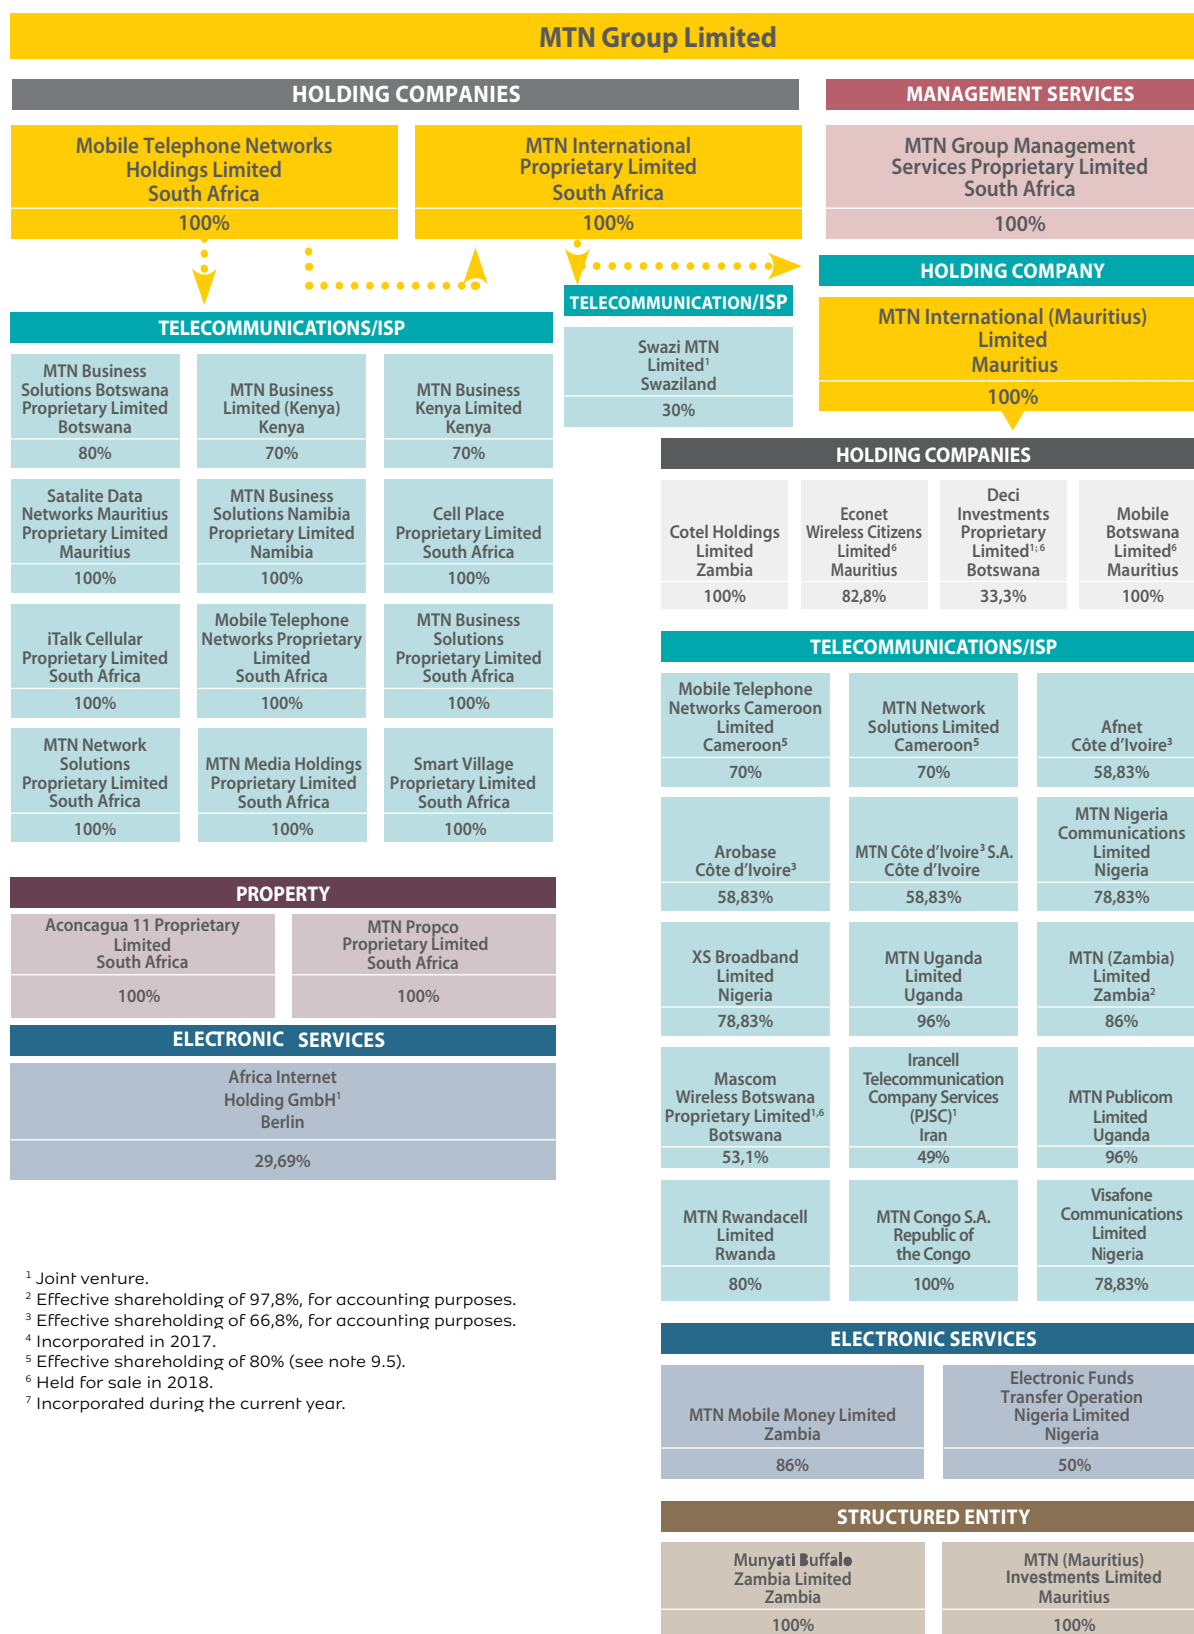 MTN Group Limited
HOLDING COMPANIES
Mobile Telephone Networks
Holdings Limited
South Africa
100%
MTN International
Proprietary Limited
South Africa
100%
MANAGEMENT SERVICES
MTN Group Management
Services Proprietary Limited
South Africa
100%
TELECOMMUNICATIONS/ISP
MTN Business
Solutions Botswana
Proprietary Limited
Botswana
80%
MTN Business
Limited (Kenya)
Kenya
70%
MTN Business
Kenya Limited
Kenya
70%
Satalite Data
Networks Mauritius
Proprietary Limited
Mauritius
100%
MTN Business
Solutions Namibia
Proprietary Limited
Namibia
100%
Cell Place
Proprietary Limited
South Africa
100%
iTalk Cellular
Proprietary Limited
South Africa
100%
Mobile Telephone
Networks Proprietary
Limited
South Africa
100%
MTN Business
Solutions
Proprietary Limited
South Africa
100%
MTN Network
Solutions
Proprietary Limited
South Africa
100%
MTN Media Holdings
Proprietary Limited
South Africa
100%
Smart Village
Proprietary Limited
South Africa
100%
PROPERTY
Aconcagua 11 Proprietary
Limited
South Africa
100%
MTN Propco
Proprietary Limited
South Africa
100%
ELECTRONIC SERVICES
Africa Internet
Holding GmbH¹
Berlin
29,69%
¹ Joint venture.
² Effective shareholding of 97,8%, for accounting purposes.
³ Effective shareholding of 66,8%, for accounting purposes.
⁴ Incorporated in 2017.
⁵ Effective shareholding of 80% (see note 9.5).
⁶ Held for sale in 2018.
⁷ Incorporated during the current year.
TELECOMMUNICATION/ISP
Swazi MTN
Limited¹
Swaziland
30%
HOLDING COMPANY
MTN International (Mauritius)
Limited
Mauritius
100%
HOLDING COMPANIES
Cotel Holdings
Limited
Zambia
100%
Econet
Wireless Citizens
Limited⁶
Mauritius
82,8%
Deci
Investments
Proprietary
Limited¹; ⁶
Botswana
33,3%
Mobile
Botswana
Limited⁶
Mauritius
100%
TELECOMMUNICATIONS/ISP
Mobile Telephone
Networks Cameroon
Limited
Cameroon⁵
70%
MTN Network
Solutions Limited
Cameroon⁵
70%
Afnet
Côte d’Ivoire³
58,83%
Arobase
Côte d’Ivoire³
58,83%
MTN Côte d’Ivoire³ S.A.
Côte d’Ivoire
58,83%
MTN Nigeria
Communications
Limited
Nigeria
78,83%
XS Broadband
Limited
Nigeria
78,83%
MTN Uganda
Limited
Uganda
96%
MTN (Zambia)
Limited
Zambia²
86%
Mascom
Wireless Botswana
Proprietary Limited¹,⁶
Botswana
53,1%
Irancell
Telecommunication
Company Services
(PJSC)¹
Iran
49%
MTN Publicom
Limited
Uganda
96%
MTN Rwandacell
Limited
Rwanda
80%
MTN Congo S.A.
Republic of
the Congo
100%
Visafone
Communications
Limited
Nigeria
78,83%
ELECTRONIC SERVICES
MTN Mobile Money Limited
Zambia
86%
Electronic Funds
Transfer Operation
Nigeria Limited
Nigeria
50%
STRUCTURED ENTITY
Munyati Buffalo
Zambia Limited
Zambia
100%
MTN (Mauritius)
Investments Limited
Mauritius
100%